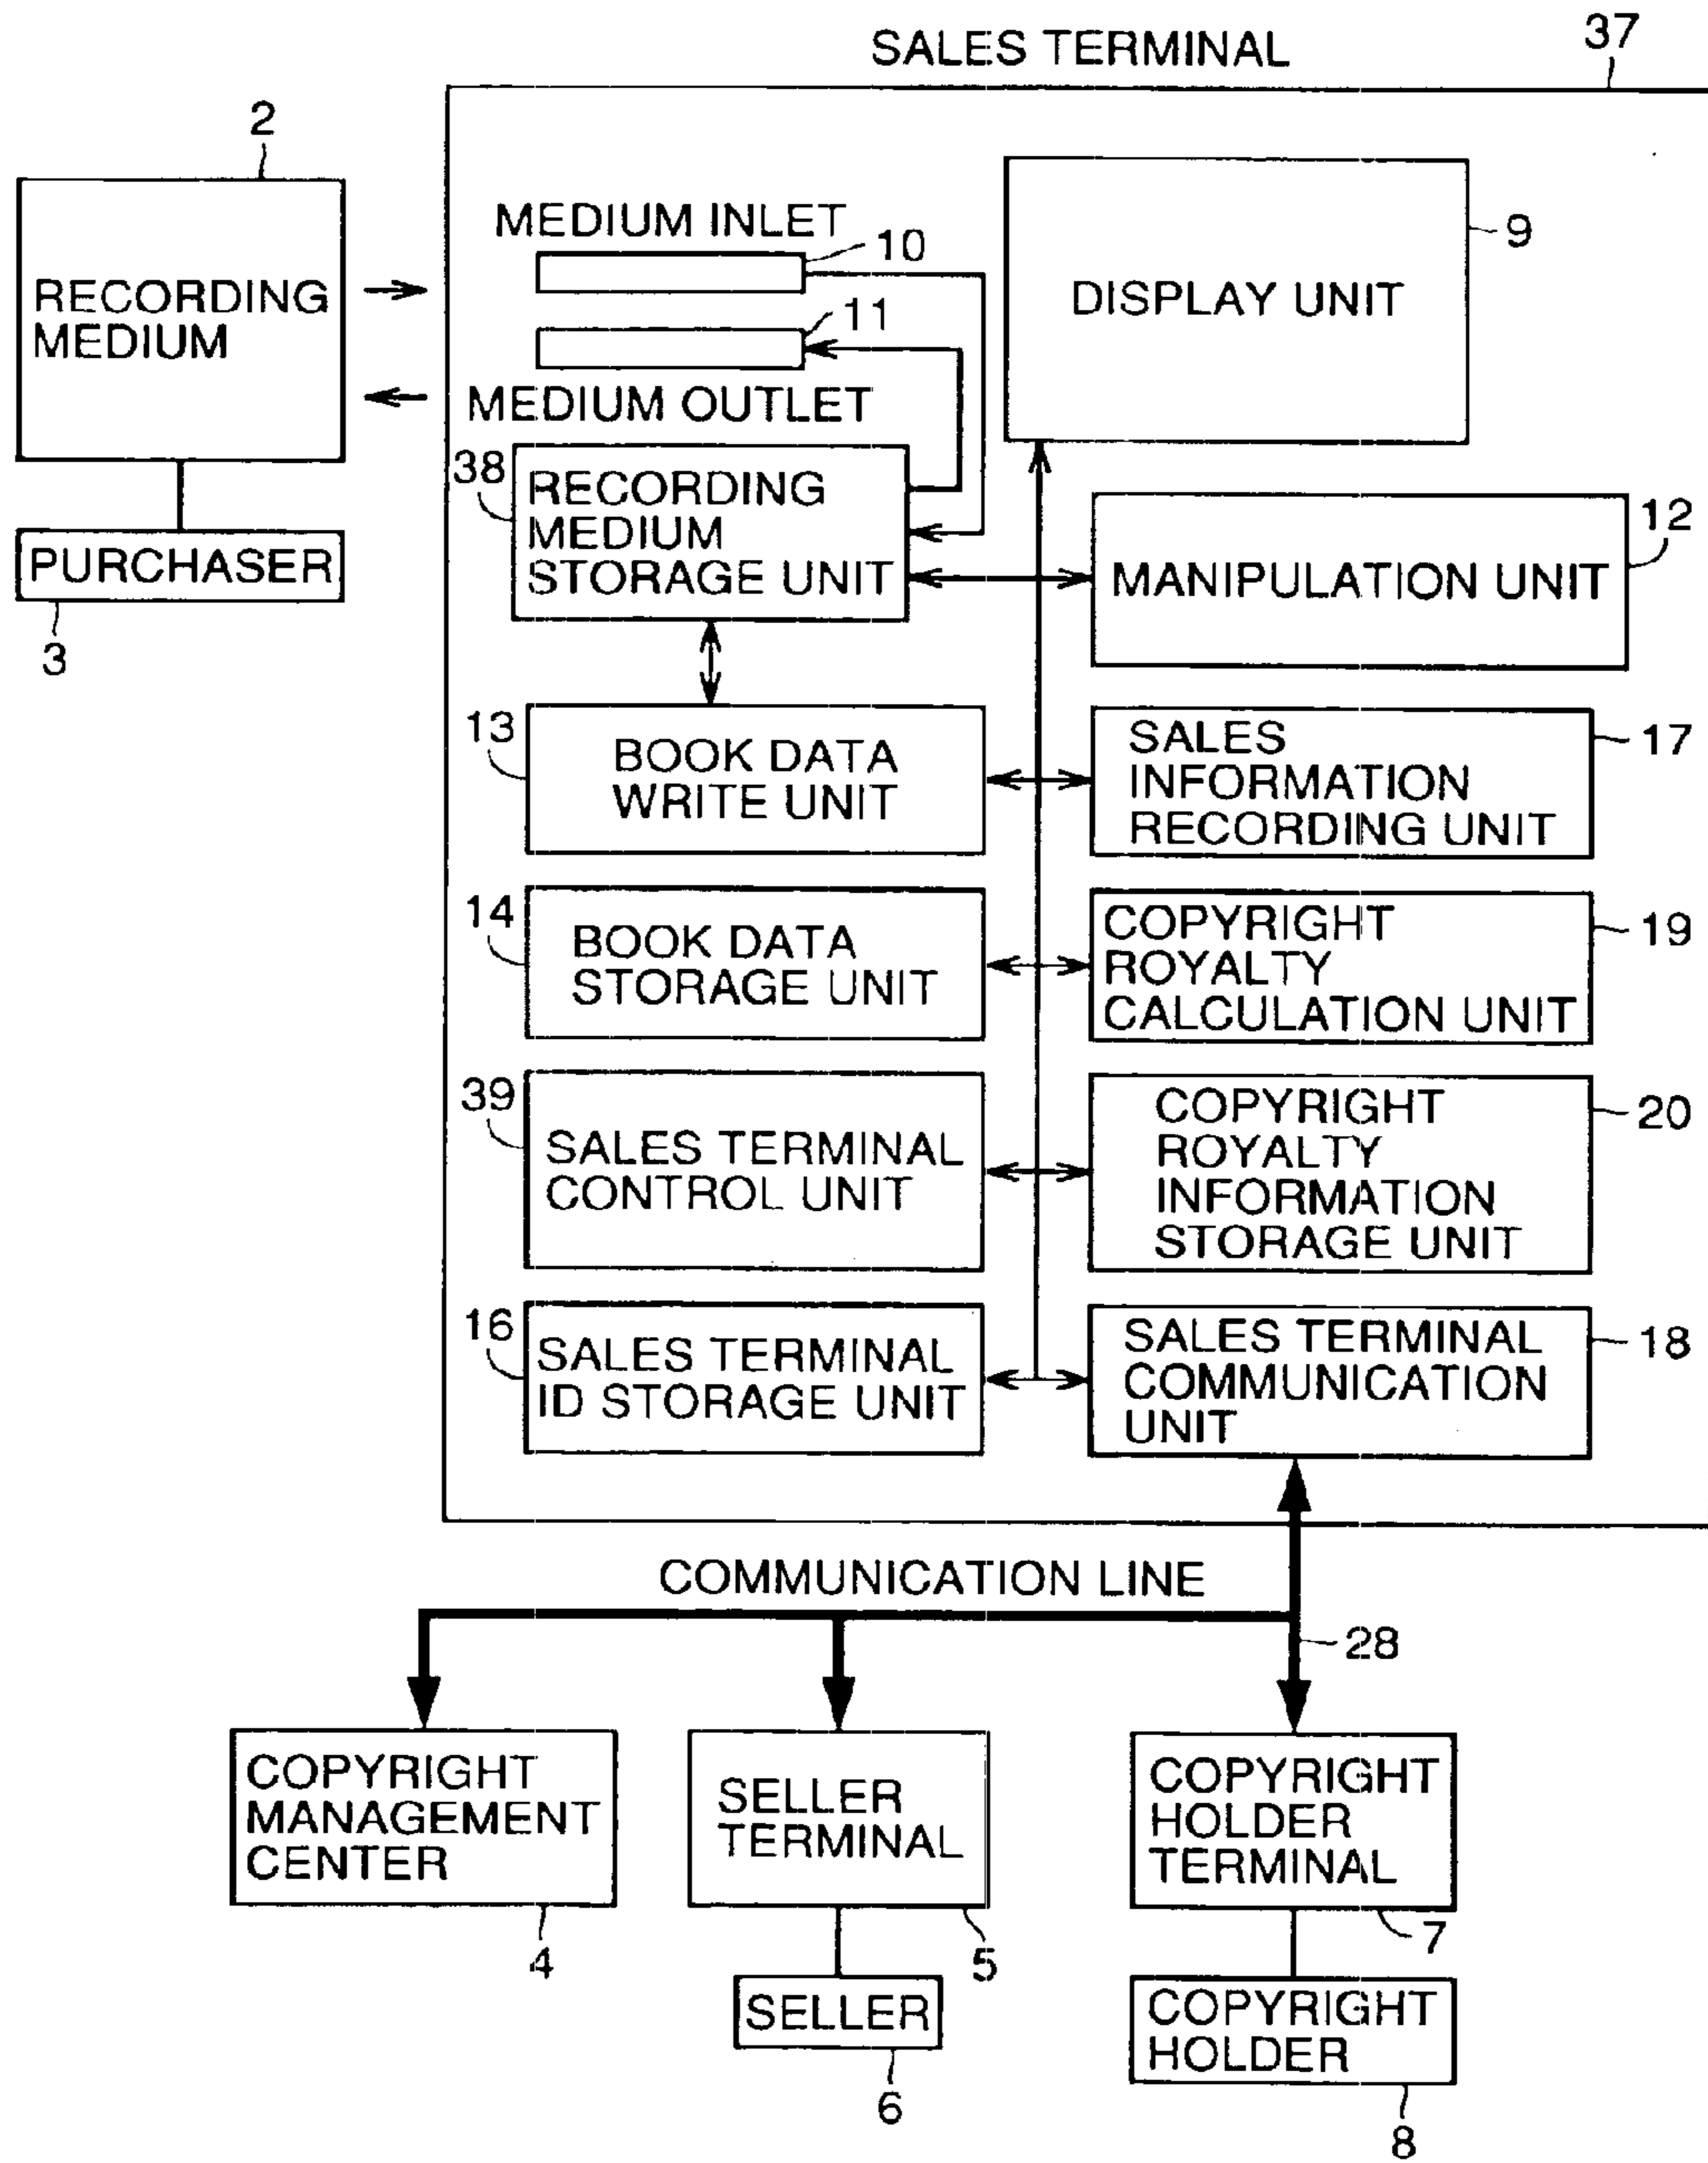 SALES TERMINAL
37
2
RECORDING
MEDIUM
PURCHASER
3
MEDIUM INLET
10
11
MEDIUM OUTLET
DISPLAY UNIT
9
38
RECORDING
MEDIUM
STORAGE UNIT
MANIPULATION UNIT
12
13
BOOK DATA
WRITE UNIT
SALES
INFORMATION
RECORDING UNIT
17
14
BOOK DATA
STORAGE UNIT
COPYRIGHT
ROYALTY
CALCULATION UNIT
19
39
SALES TERMINAL
CONTROL UNIT
COPYRIGHT
ROYALTY
INFORMATION
STORAGE UNIT
20
16
SALES TERMINAL
ID STORAGE UNIT
SALES TERMINAL
COMMUNICATION
UNIT
18
COMMUNICATION LINE
28
COPYRIGHT
MANAGEMENT
CENTER
4
SELLER
TERMINAL
5
SELLER
6
COPYRIGHT
HOLDER
TERMINAL
7
COPYRIGHT
HOLDER
8